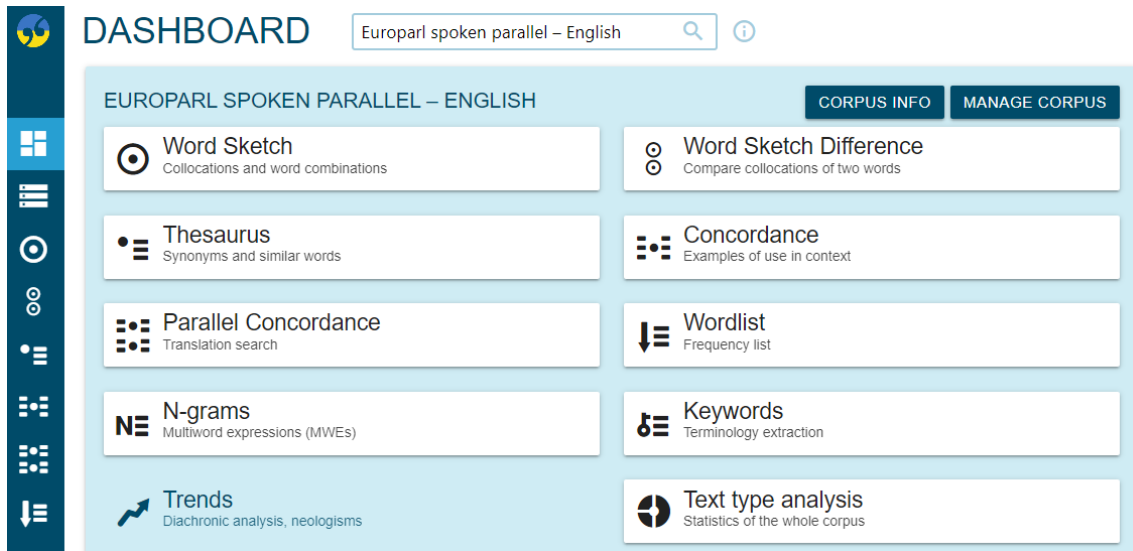 DASHBOARD
Europarl spoken parallel – English
EUROPARL SPOKEN PARALLEL – ENGLISH
CORPUS INFO
MANAGE CORPUS
Word Sketch
Collocations and word combinations
Word Sketch Difference
Compare collocations of two words
Thesaurus
Synonyms and similar words
Concordance
Examples of use in context
Parallel Concordance
Translation search
Wordlist
Frequency list
N-grams
Multiword expressions (MWEs)
Keywords
Terminology extraction
Trends
Diachronic analysis, neologisms
Text type analysis
Statistics of the whole corpus